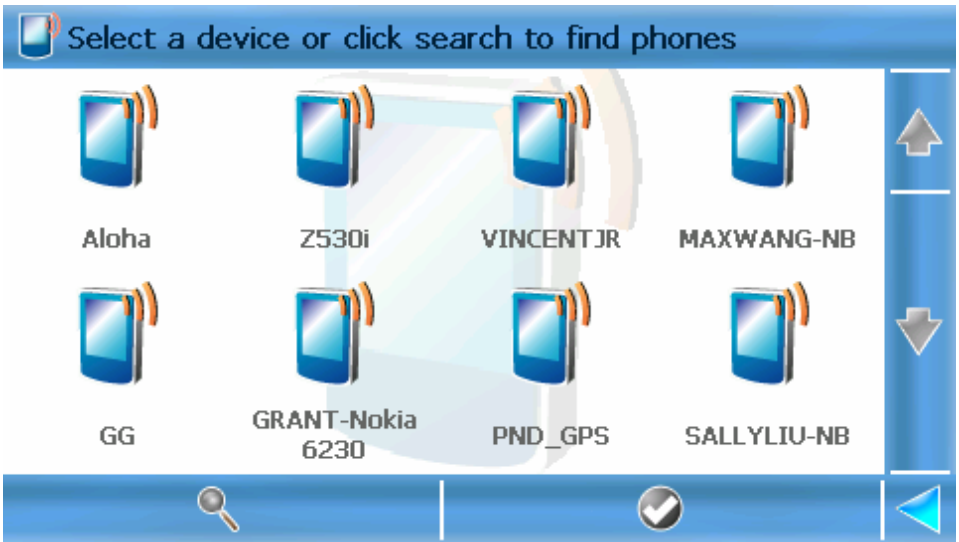 Select a device or click search to find phones
Aloha
Z530i
VINCENTJR
MAXWANG-NB
GG
GRANT-Nokia
6230
PND_GPS
SALLYLIU-NB